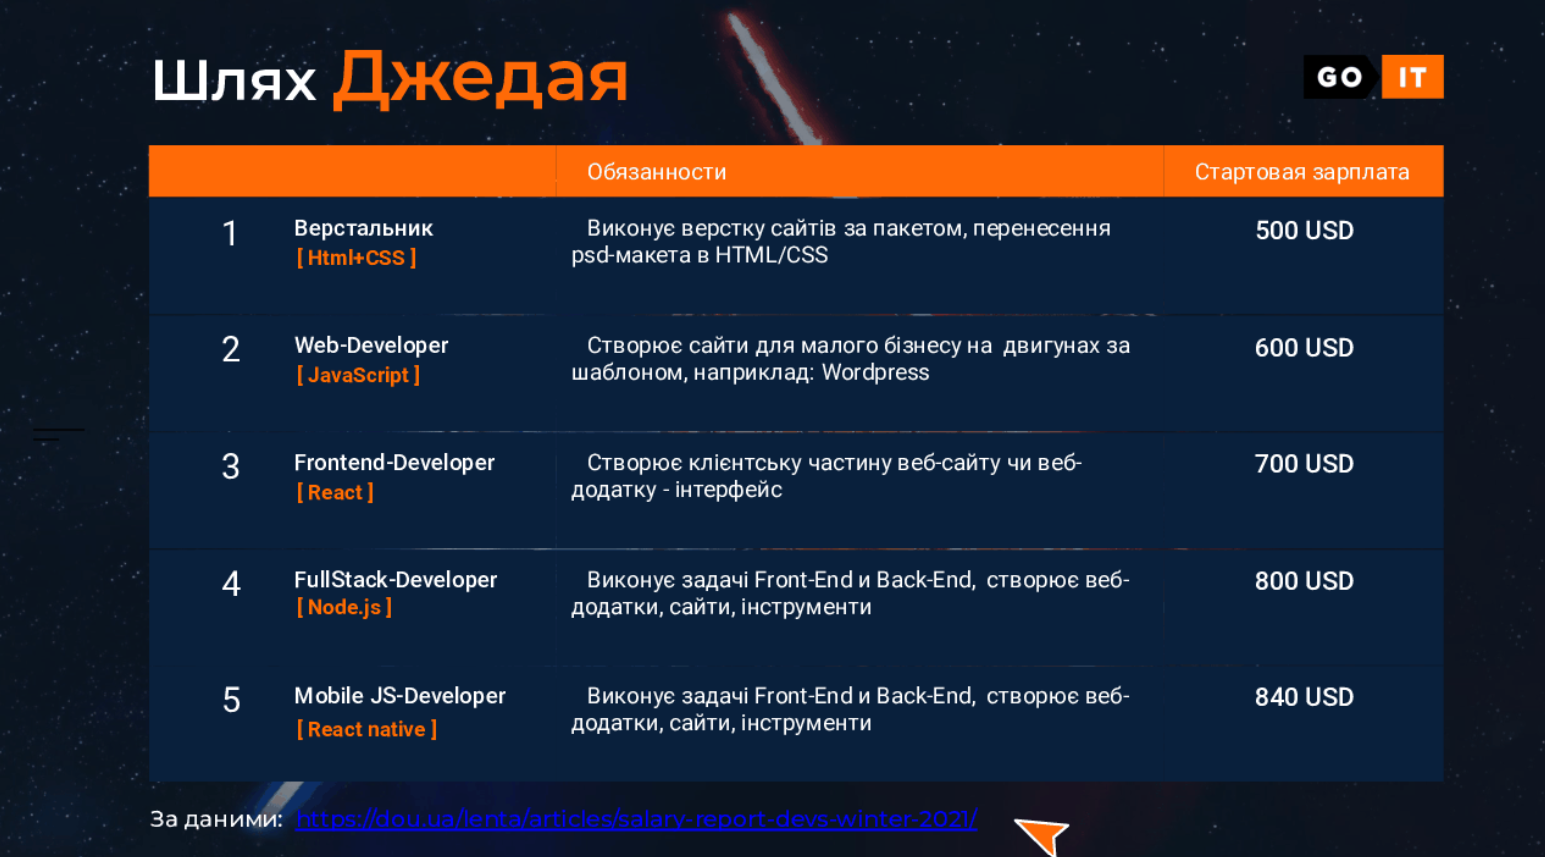 Шлях Джедая
GO IT
Обязанности Стартовая зарплата
1 Верстальник Виконує верстку сайтів за пакетом, перенесення 500 USD
[ Html+CSS ] psd-макета в HTML/CSS
2 Web-Developer Створює сайти для малого бізнесу на двигунах за 600 USD
[ JavaScript ] шаблоном, наприклад: Wordpress
3 Frontend-Developer Створює клієнтську частину веб-сайту чи веб- 700 USD
[ React ] додатку - інтерфейс
4 FullStack-Developer Виконує задачі Front-End и Back-End, створює веб- 800 USD
[ Node.js ] додатки, сайти, інструменти
5 Mobile JS-Developer Виконує задачі Front-End и Back-End, створює веб- 840 USD
[ React native ] додатки, сайти, інструменти
За даними: https://dou.ua/lenta/articles/salary-report-devs-winter-2021/